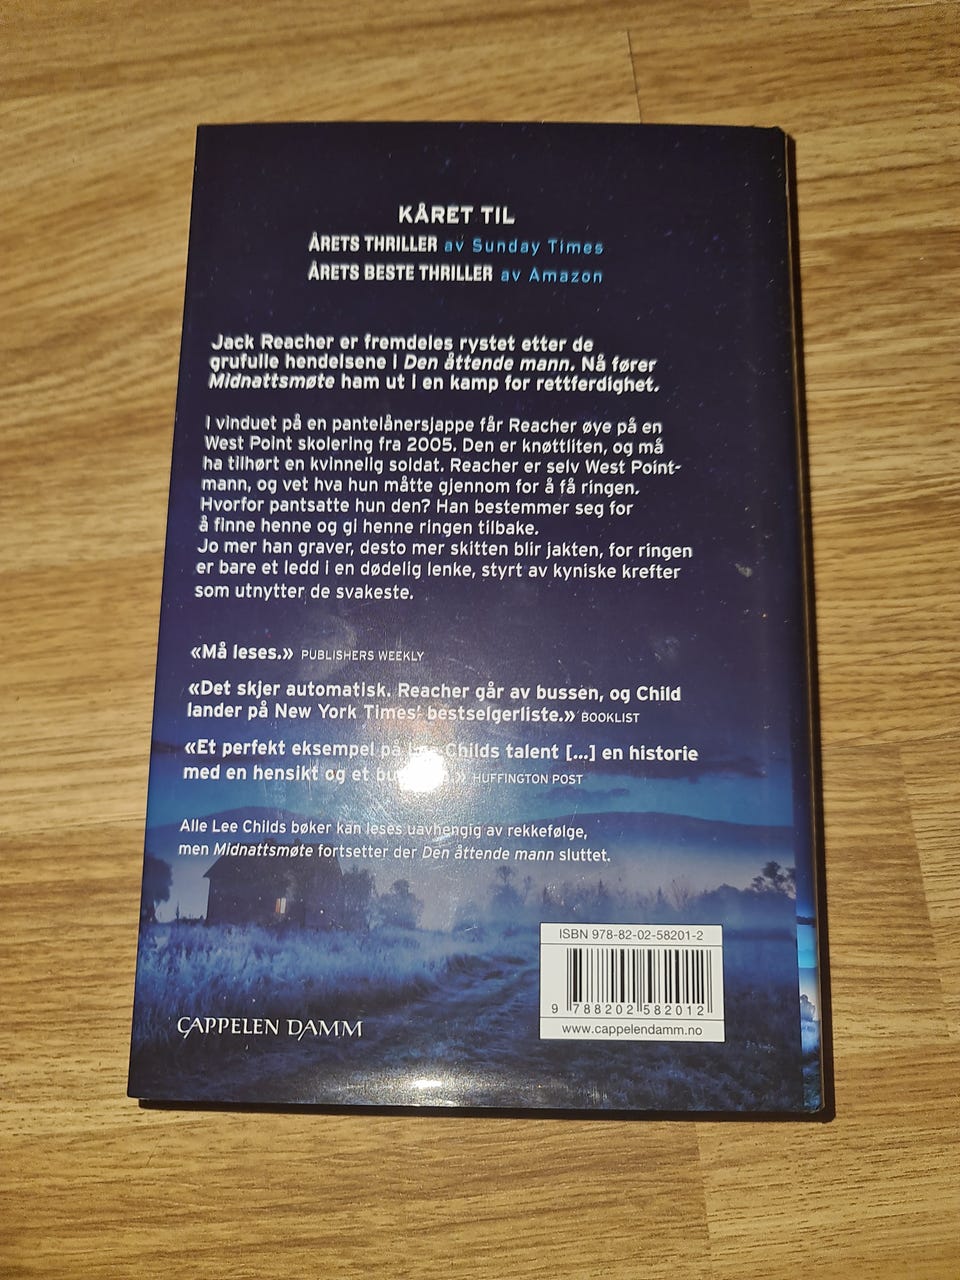 KÅRET TIL
ÅRETS THRILLER av Sunday Times
ÅRETS BESTE THRILLER av Amazon
Jack Reacher er fremdeles rystet etter de
grufulle hendelsene i Den åttende mann. Nå fører
Midnattsmøte ham ut i en kamp for rettferdighet.
I vinduet på en pantelånersjappe får Reacher øye på en
West Point skolering fra 2005. Den er knøttliten, og må
ha tilhørt en kvinnelig soldat. Reacher er selv West Point-
mann, og vet hva hun måtte gjennom for å få ringen.
Hvorfor pantsatte hun den? Han bestemmer seg for
å finne henne og gi henne ringen tilbake.
Jo mer han graver, desto mer skitten blir jakten, for ringen
er bare et ledd i en dødelig lenke, styrt av kyniske krefter
som utnytter de svakeste.
«Må leses.» PUBLISHERS WEEKLY
«Det skjer automatisk. Reacher går av bussen, og Child
lander på New York Times' bestselgerliste.» BOOKLIST
«Et perfekt eksempel på Lee Childs talent [...] en historie
med en hensikt og et HUFFINGTON POST
Alle Lee Childs bøker kan leses uavhengig av rekkefølge,
men Midnattsmøte fortsetter der Den åttende mann sluttet.
ISBN 978-82-02-58201-2
9 788202 582012
www.cappelendamm.no
CAPPELEN DAMM